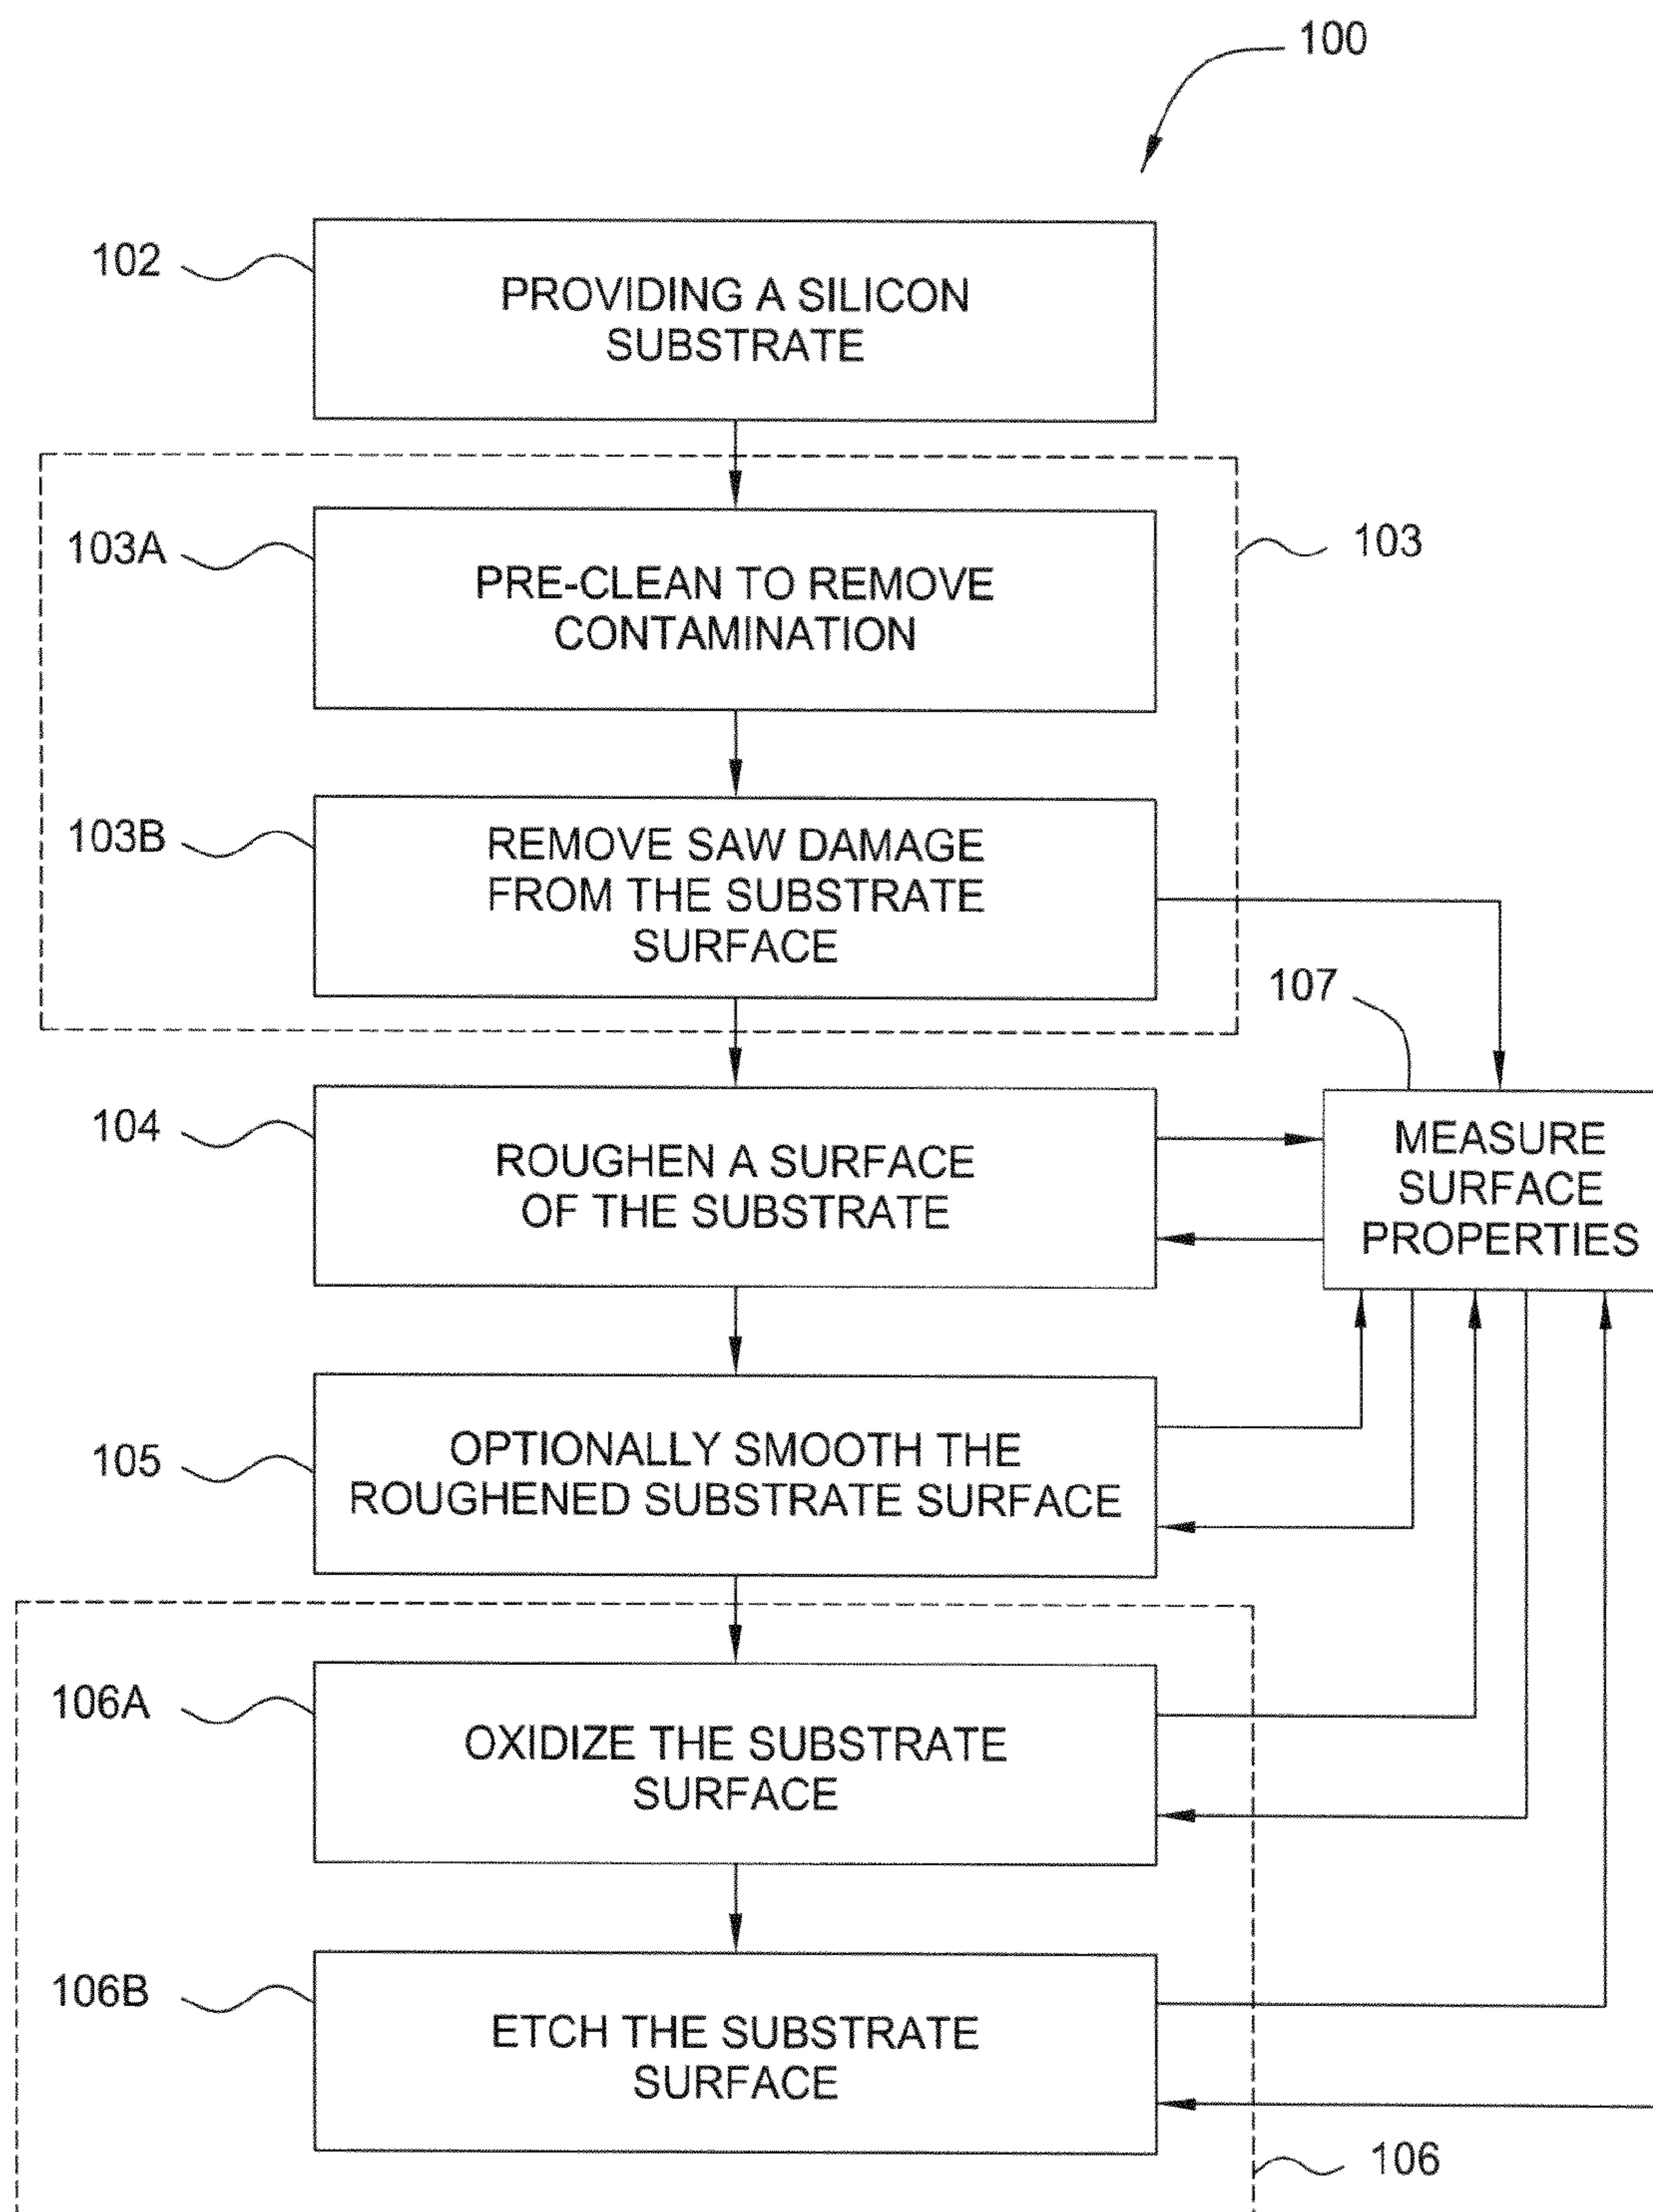 100
102
PROVIDING A SILICON
SUBSTRATE
103A
PRE-CLEAN TO REMOVE
CONTAMINATION
103
103B
REMOVE SAW DAMAGE
FROM THE SUBSTRATE
SURFACE
107
104
ROUGHEN A SURFACE
OF THE SUBSTRATE
MEASURE
SURFACE
PROPERTIES
105
OPTIONALLY SMOOTH THE
ROUGHENED SUBSTRATE SURFACE
106A
OXIDIZE THE SUBSTRATE
SURFACE
106B
ETCH THE SUBSTRATE
SURFACE
106